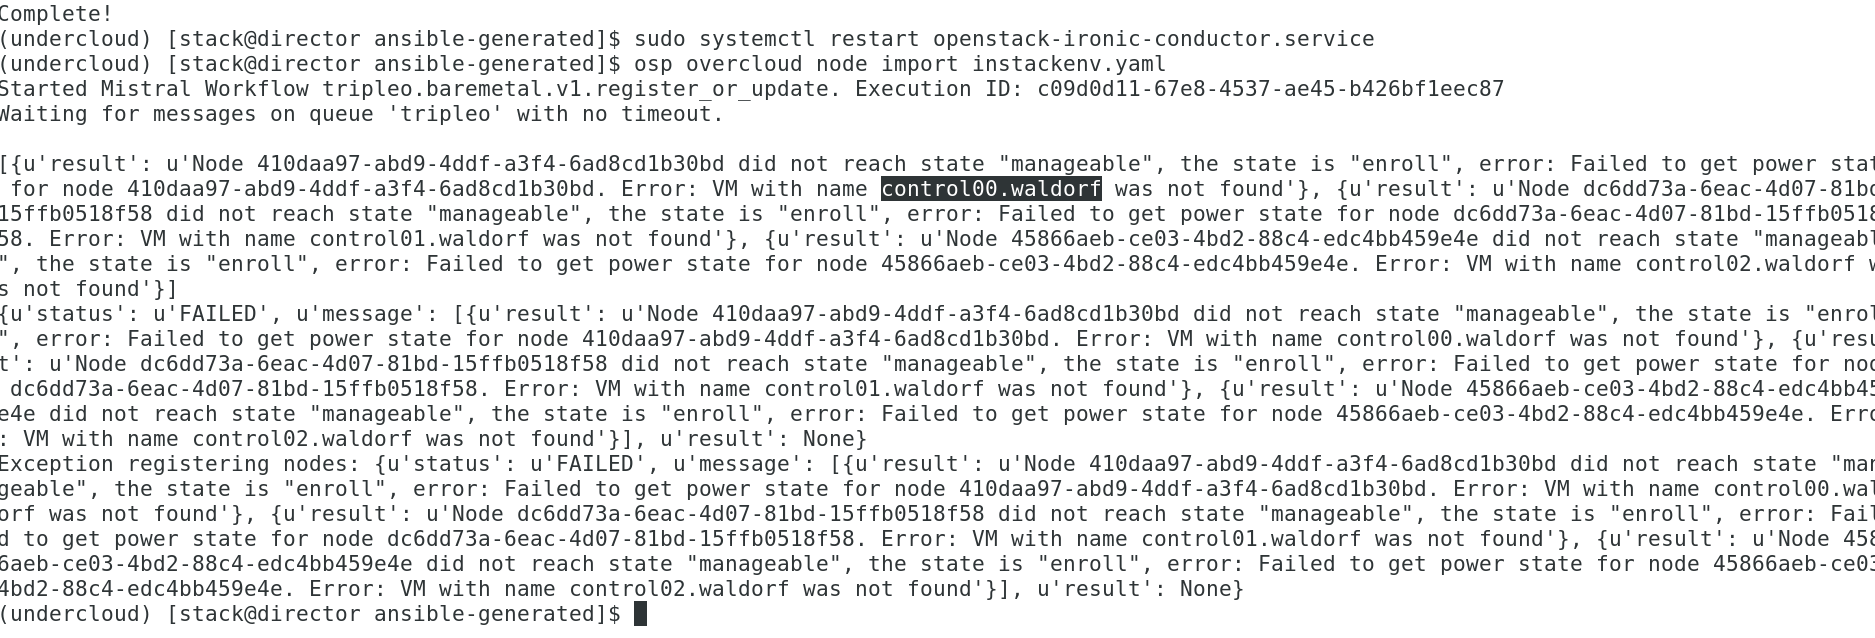 Complete!
(undercloud) [stack@director ansible-generated]$ sudo systemctl restart openstack-ironic-conductor.service
(undercloud) [stack@director ansible-generated]$ osp overcloud node import instackenv.yaml
Started Mistral Workflow tripleo.baremetal.v1.register_or_update. Execution ID: c09d0d11-67e8-4537-ae45-b426bf1eec87
Waiting for messages on queue 'tripleo' with no timeout.
[{u'result': u'Node 410daa97-abd9-4ddf-a3f4-6ad8cd1b30bd did not reach state "manageable", the state is "enroll", error: Failed to get power stat
for node 410daa97-abd9-4ddf-a3f4-6ad8cd1b30bd. Error: VM with name control00.waldorf was not found'}, {u'result': u'Node dc6dd73a-6eac-4d07-81bd
15ffb0518f58 did not reach state "manageable", the state is "enroll", error: Failed to get power state for node dc6dd73a-6eac-4d07-81bd-15ffb0518
58. Error: VM with name control01.waldorf was not found'}, {u'result': u'Node 45866aeb-ce03-4bd2-88c4-edc4bb459e4e did not reach state "manageabl
", the state is "enroll", error: Failed to get power state for node 45866aeb-ce03-4bd2-88c4-edc4bb459e4e. Error: VM with name control02.waldorf w
s not found'}]
{u'status': u'FAILED', u'message': [{u'result': u'Node 410daa97-abd9-4ddf-a3f4-6ad8cd1b30bd did not reach state "manageable", the state is "enrol
", error: Failed to get power state for node 410daa97-abd9-4ddf-a3f4-6ad8cd1b30bd. Error: VM with name control00.waldorf was not found'}, {u'resu
t': u'Node dc6dd73a-6eac-4d07-81bd-15ffb0518f58 did not reach state "manageable", the state is "enroll", error: Failed to get power state for nod
dc6dd73a-6eac-4d07-81bd-15ffb0518f58. Error: VM with name control01.waldorf was not found'}, {u'result': u'Node 45866aeb-ce03-4bd2-88c4-edc4bb45
e4e did not reach state "manageable", the state is "enroll", error: Failed to get power state for node 45866aeb-ce03-4bd2-88c4-edc4bb459e4e. Erro
: VM with name control02.waldorf was not found'}], u'result': None}
Exception registering nodes: {u'status': u'FAILED', u'message': [{u'result': u'Node 410daa97-abd9-4ddf-a3f4-6ad8cd1b30bd did not reach state "man
geable", the state is "enroll", error: Failed to get power state for node 410daa97-abd9-4ddf-a3f4-6ad8cd1b30bd. Error: VM with name control00.wal
orf was not found'}, {u'result': u'Node dc6dd73a-6eac-4d07-81bd-15ffb0518f58 did not reach state "manageable", the state is "enroll", error: Fail
d to get power state for node dc6dd73a-6eac-4d07-81bd-15ffb0518f58. Error: VM with name control01.waldorf was not found'}, {u'result': u'Node 458
6aeb-ce03-4bd2-88c4-edc4bb459e4e did not reach state "manageable", the state is "enroll", error: Failed to get power state for node 45866aeb-ce03
4bd2-88c4-edc4bb459e4e. Error: VM with name control02.waldorf was not found'}], u'result': None}
(undercloud) [stack@director ansible-generated]$